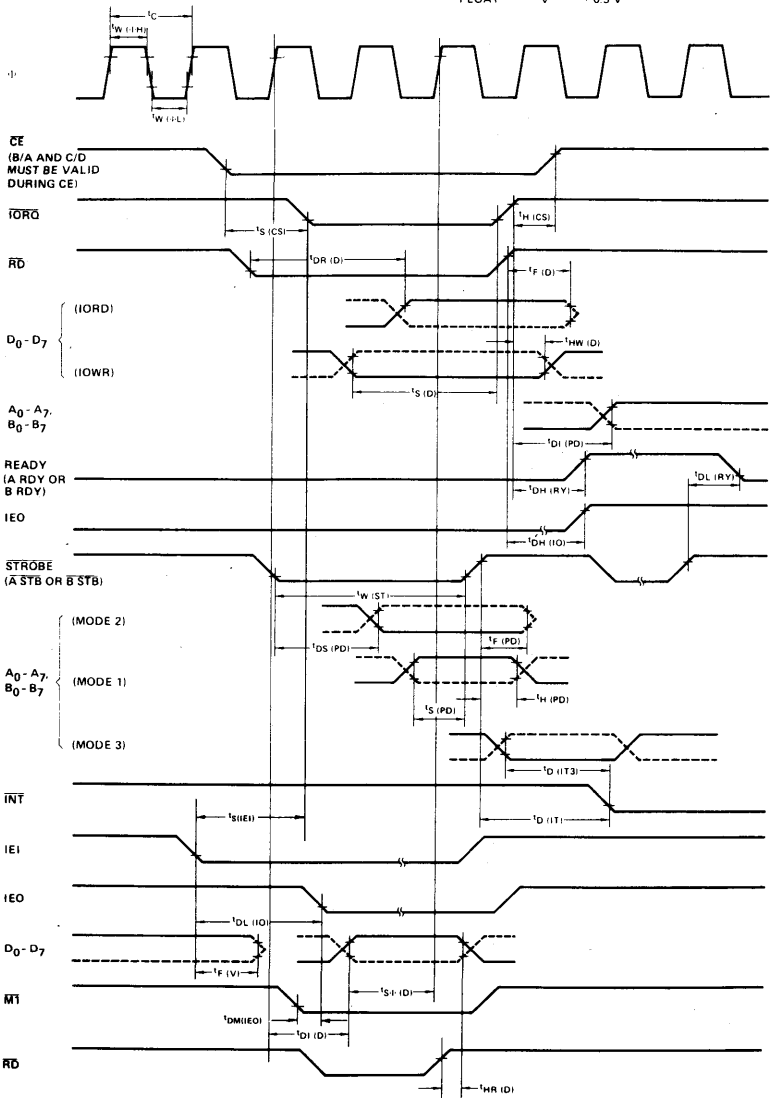 FLOAT V 0.5 V
tC
tW (Φ H)
Φ
tW (Φ L)
CE
(B/A AND C/D
MUST BE VALID
DURING CE)
IORQ
tS (CS)
tH (CS)
RD
tDR (D)
tF (D)
D0 - D7
(IORD)
tHW (D)
(IOWR)
tS (D)
A0 - A7,
B0 - B7
tDI (PD)
READY
(A RDY OR
B RDY)
tDH (RY)
tDL (RY)
IEO
tDH (IO)
STROBE
(A STB OR B STB)
tW (ST)
(MODE 2)
tDS (PD)
tF (PD)
A0 - A7,
B0 - B7
(MODE 1)
tH (PD)
tS (PD)
(MODE 3)
tD (IT3)
INT
tS(IEI)
tD (IT)
IEI
IEO
tDL (IO)
D0 - D7
tF (V)
tSΦ (D)
M1
tDM(IEO)
tDI (D)
RD
tHR (D)